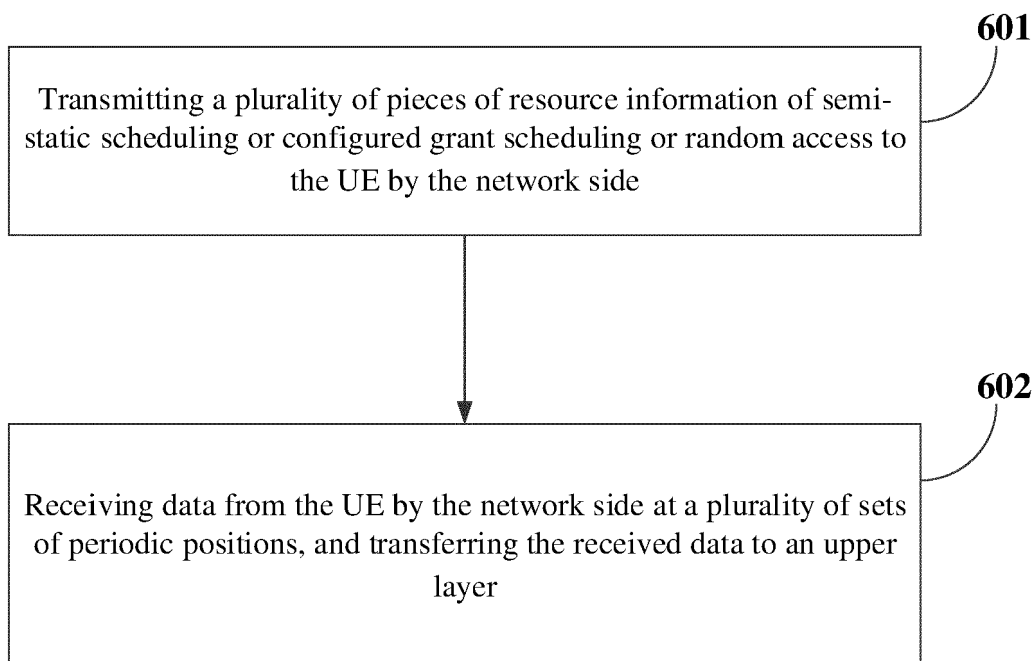 601
Transmitting a plurality of pieces of resource information of semi-
static scheduling or configured grant scheduling or random access to
the UE by the network side
602
Receiving data from the UE by the network side at a plurality of sets
of periodic positions, and transferring the received data to an upper
layer